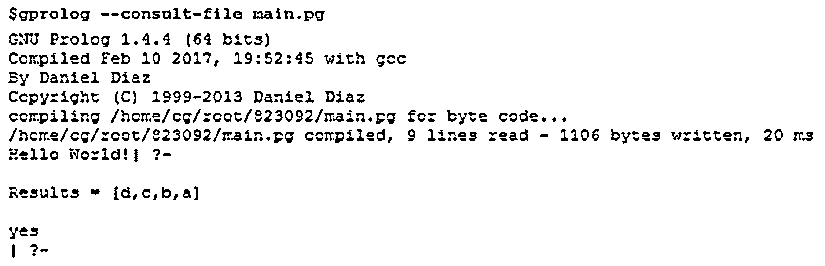 $gprolog --consult-file main.pg
GNU Prolog 1.4.4 (64 bits)
Compiled Feb 10 2017, 19:52:45 with gcc
By Daniel Diaz
Copyright (C) 1999-2013 Daniel Diaz
compiling /home/cg/root/823092/main.pg for byte code...
/home/cg/root/823092/main.pg compiled, 9 lines read - 1106 bytes written, 20 ms
Hello World!| ?-
Results = [d,c,b,a]
yes
| ?-